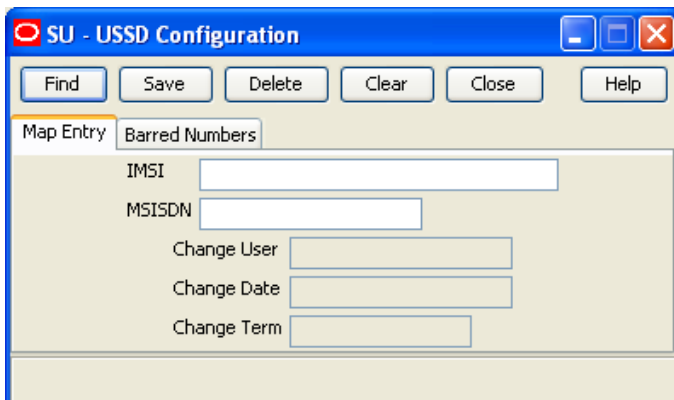 SU - USSD Configuration
Find Save Delete Clear Close Help
Map Entry Barred Numbers
IMSI
MSISDN
Change User
Change Date
Change Term